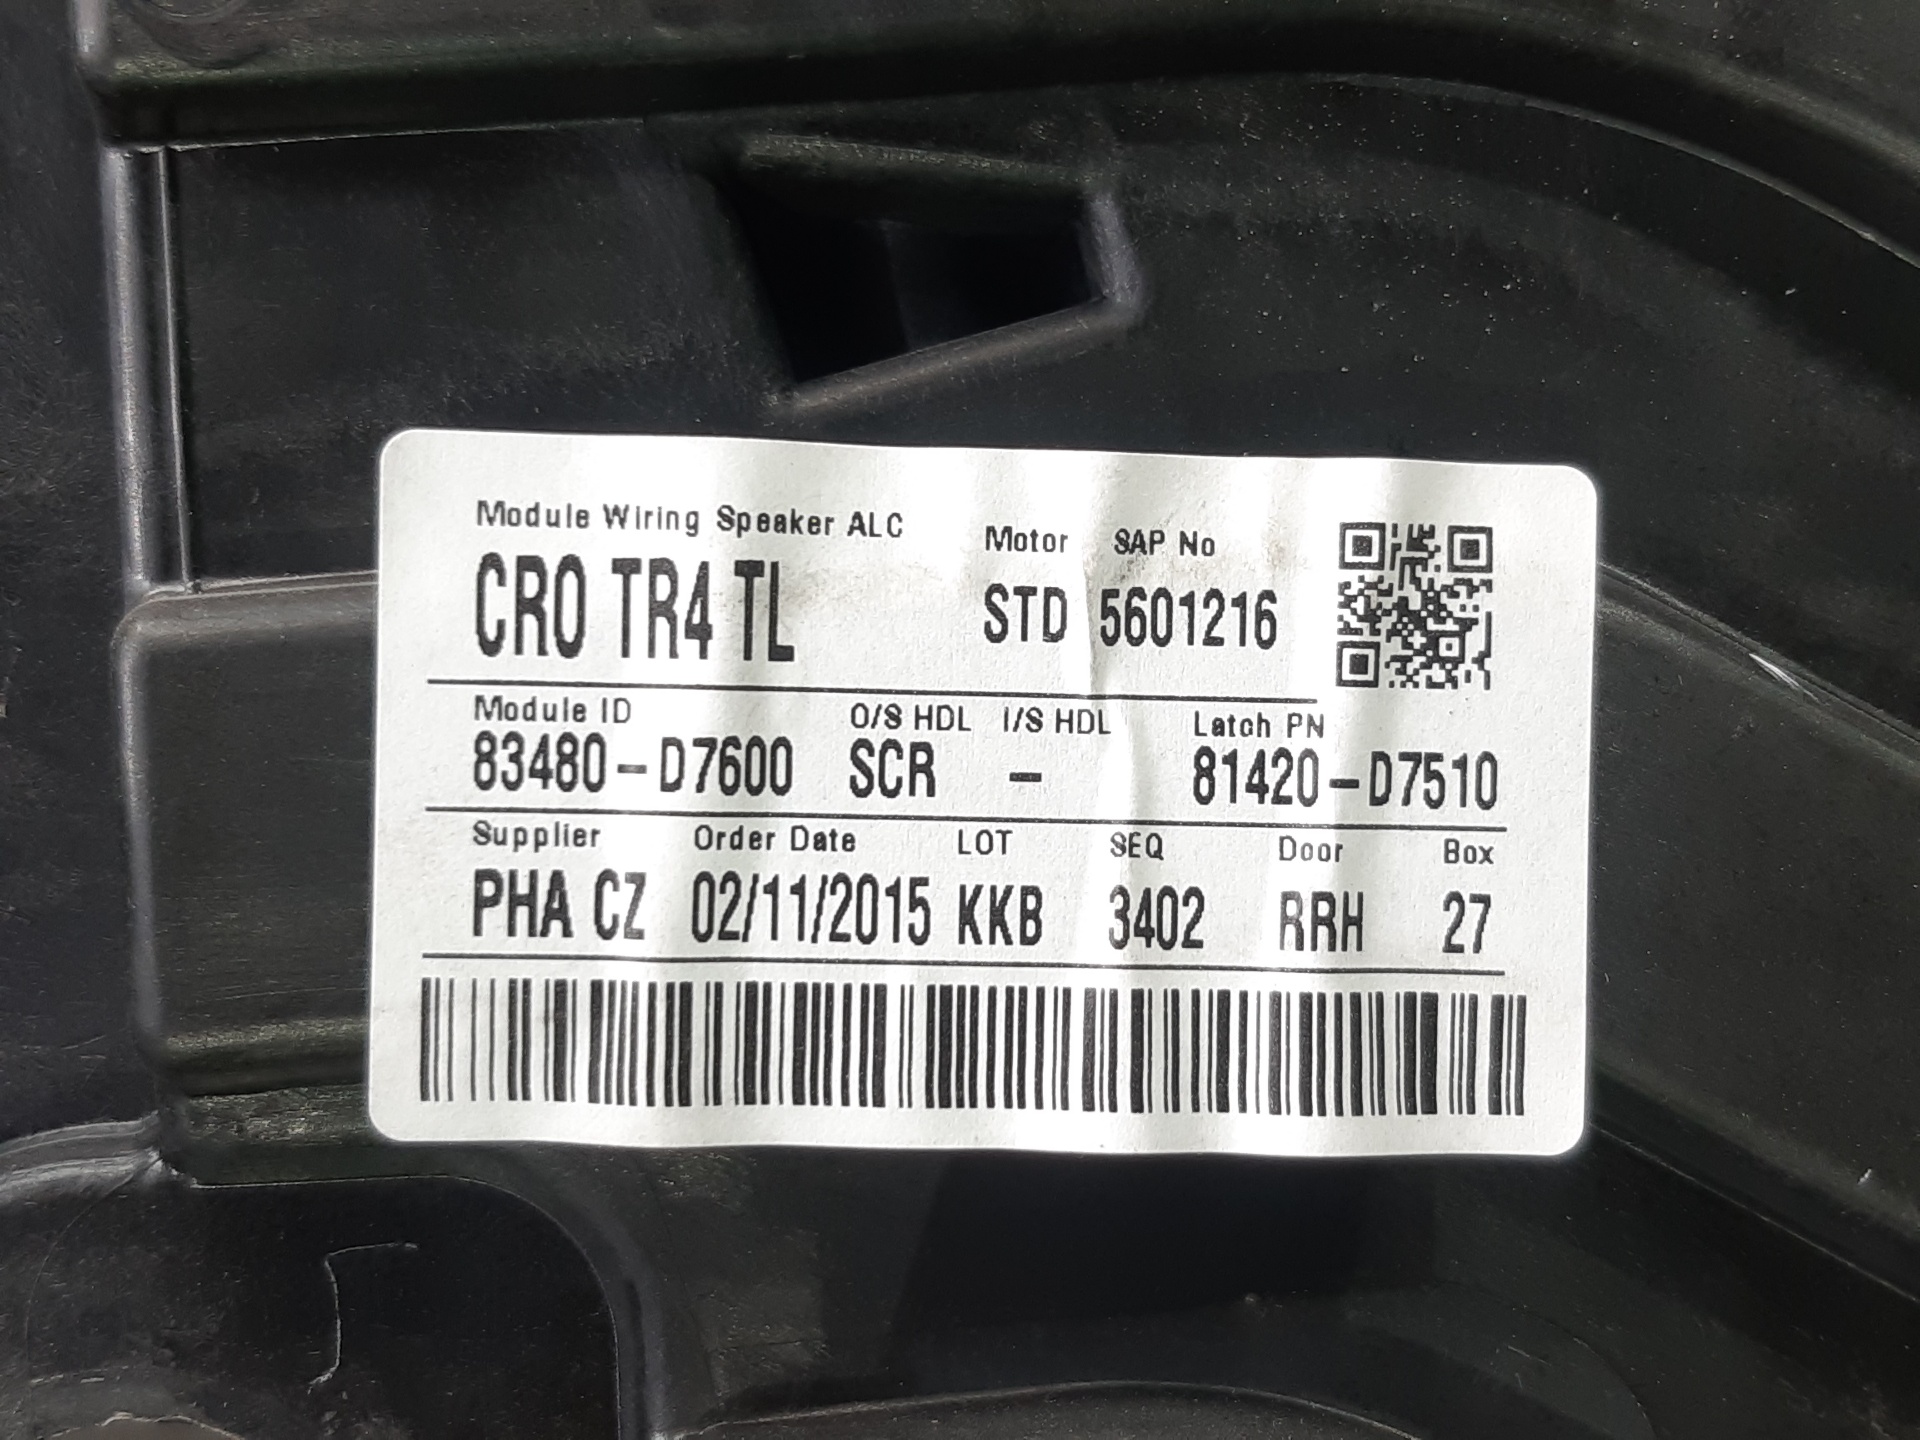 Module Wiring Speaker ALC Motor SAP No
CRO TR4 TL STD 5601216
Module ID O/S HDL I/S HDL Latch PN
83480-D7600 SCR - 81420-D7510
Supplier Order Date LOT SEQ Door Box
PHA CZ 02/11/2015 KKB 3402 RRH 27